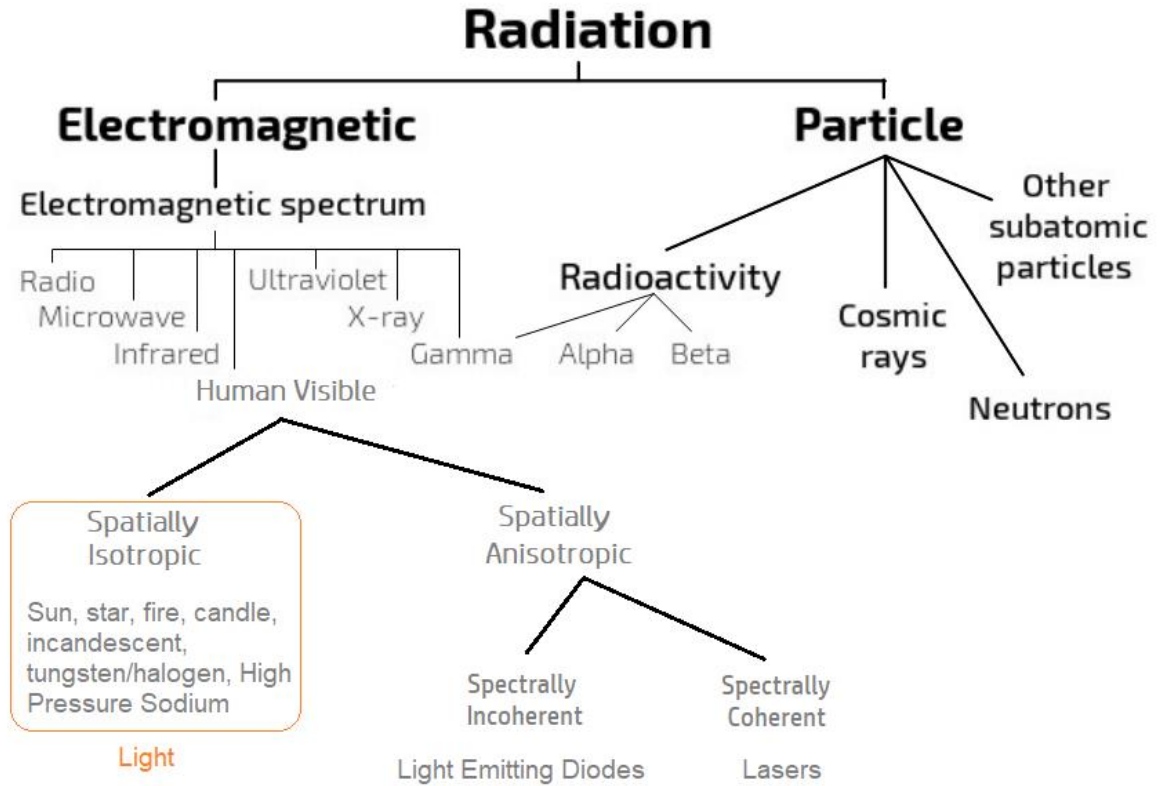 Radiation
Electromagnetic
Particle
Electromagnetic spectrum
Other
subatomic
particles
Radio
Ultraviolet
Radioactivity
Microwave
X-ray
Cosmic
rays
Infrared
Gamma
Alpha
Beta
Human Visible
Neutrons
Spatially
Isotropic
Sun, star, fire, candle,
incandescent,
tungsten/halogen, High
Pressure Sodium
Light
Spatially
Anisotropic
Spectrally
Incoherent
Light Emitting Diodes
Spectrally
Coherent
Lasers